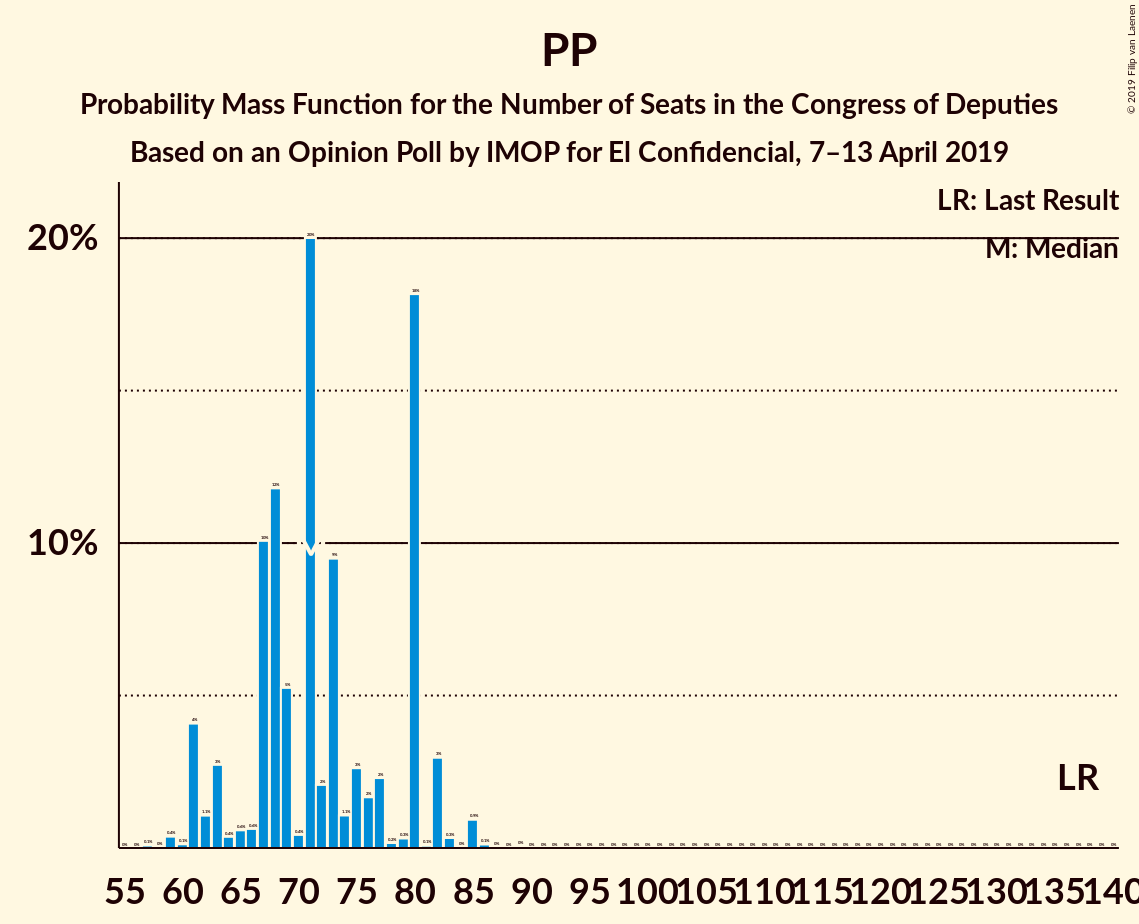 PP
Probability Mass Function for the Number of Seats in the Congress of Deputies
Based on an Opinion Poll by IMOP for El Confidencial, 7–13 April 2019
© 2019 Filip van Laenen
LR: Last Result
M: Median
20%
10%
M
LR
55 60 65 70 75 80 85 90 95 100 105 110 115 120 125 130 135 140